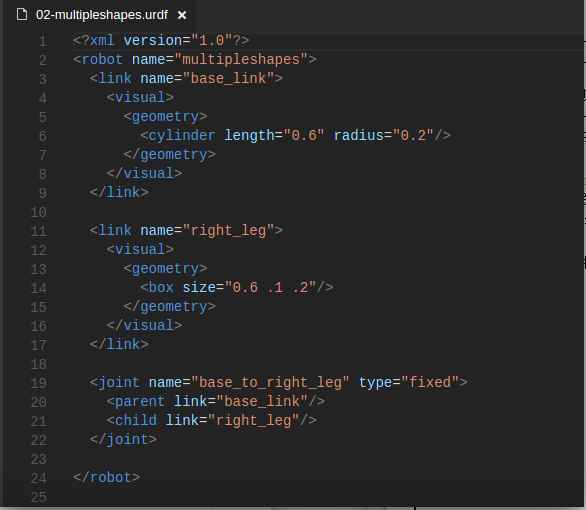 02-multipleshapes.urdf ×
1 <?xml version="1.0"?>
2 <robot name="multipleshapes">
3   <link name="base_link">
4     <visual>
5       <geometry>
6         <cylinder length="0.6" radius="0.2"/>
7       </geometry>
8     </visual>
9   </link>
10
11   <link name="right_leg">
12     <visual>
13       <geometry>
14         <box size="0.6 .1 .2"/>
15       </geometry>
16     </visual>
17   </link>
18
19   <joint name="base_to_right_leg" type="fixed">
20     <parent link="base_link"/>
21     <child link="right_leg"/>
22   </joint>
23
24 </robot>
25